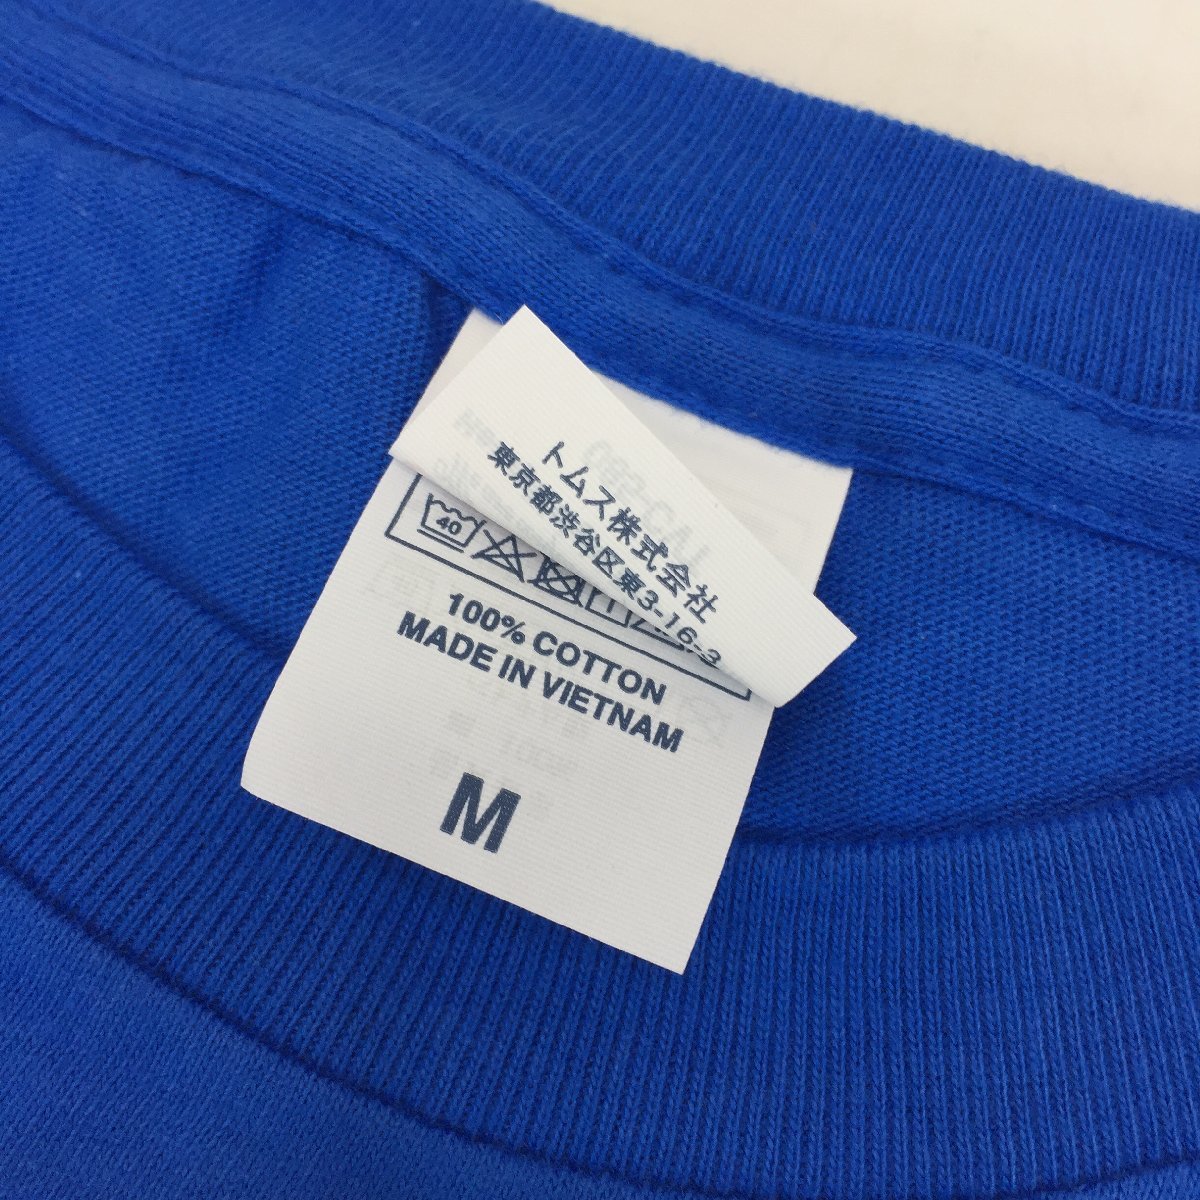 トムス株式会社
東京都渋谷区東3-16-3
40
100% COTTON
MADE IN VIETNAM
M